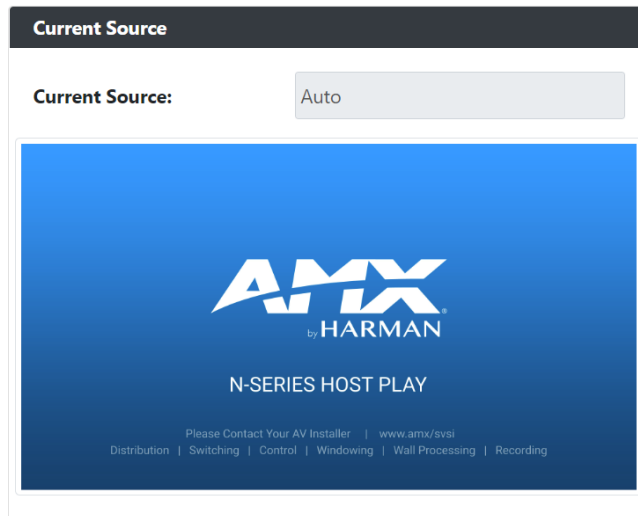 Current Source
Current Source: Auto
AMX
by HARMAN
N-SERIES HOST PLAY
Please Contact Your AV Installer | www.amx/svsi
Distribution | Switching | Control | Windowing | Wall Processing | Recording